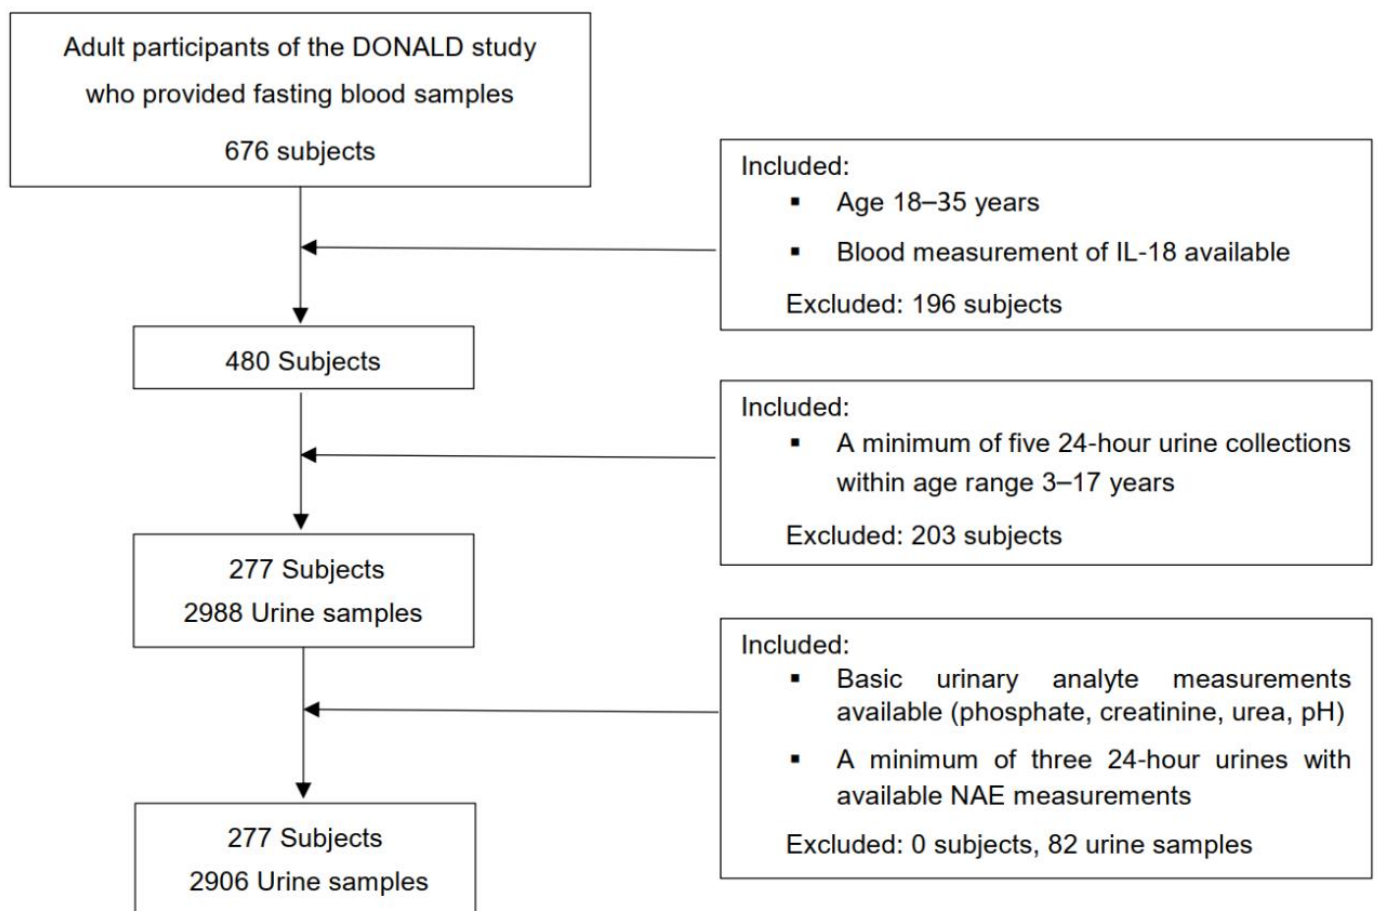 Adult participants of the DONALD study
who provided fasting blood samples
676 subjects
Included:
▪ Age 18–35 years
▪ Blood measurement of IL-18 available
Excluded: 196 subjects
480 Subjects
Included:
▪ A minimum of five 24-hour urine collections
within age range 3–17 years
Excluded: 203 subjects
277 Subjects
2988 Urine samples
Included:
▪ Basic urinary analyte measurements
available (phosphate, creatinine, urea, pH)
▪ A minimum of three 24-hour urines with
available NAE measurements
Excluded: 0 subjects, 82 urine samples
277 Subjects
2906 Urine samples